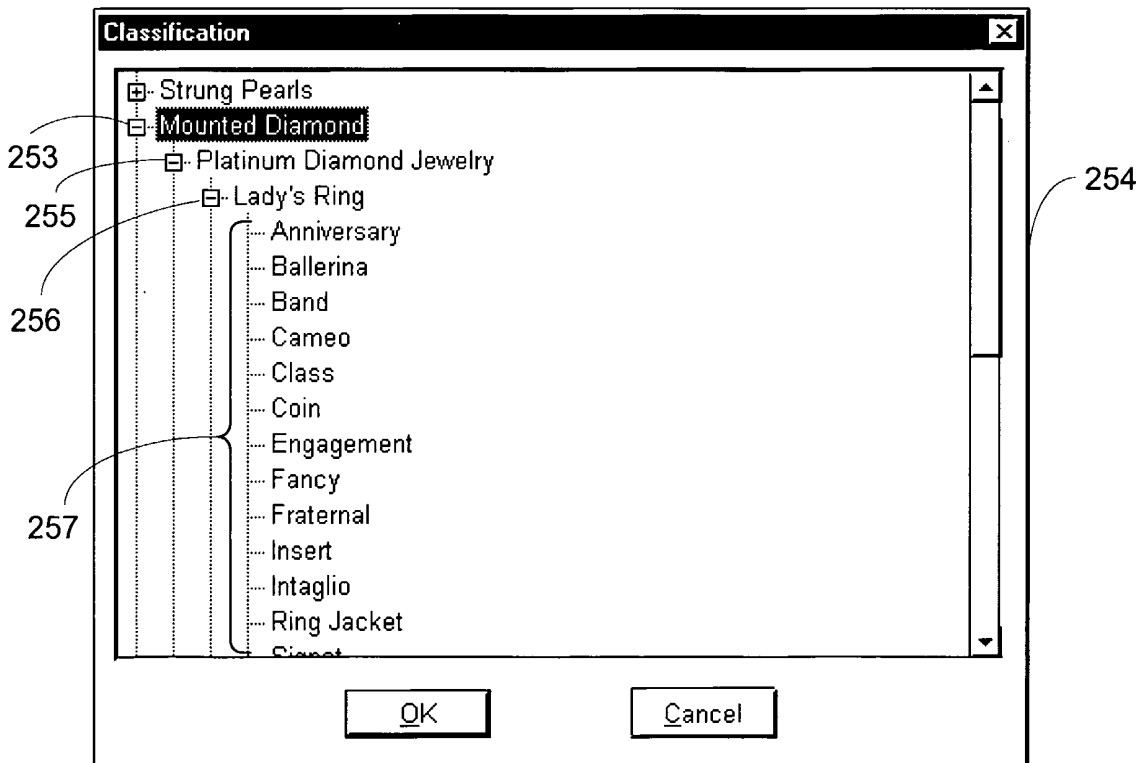 Classification
Strung Pearls
Mounted Diamond
253
Platinum Diamond Jewelry
254
255
Lady's Ring
Anniversary
Ballerina
Band
256
Cameo
Class
Coin
Engagement
Fancy
Fraternal
257
Insert
Intaglio
Ring Jacket
Signet
OK
Cancel